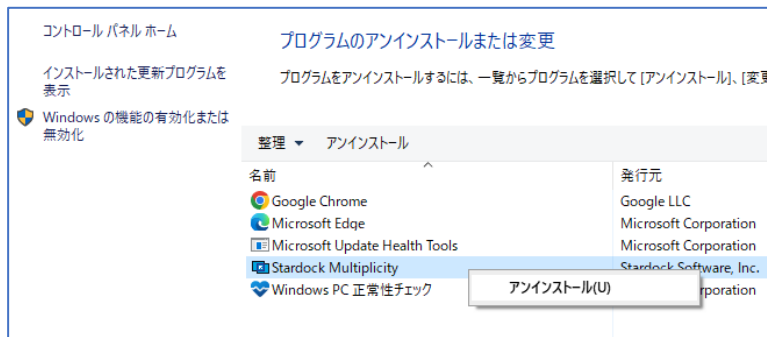 コントロール パネル ホーム
インストールされた更新プログラムを
表示
Windows の機能の有効化または
無効化
プログラムのアンインストールまたは変更
プログラムをアンインストールするには、一覧からプログラムを選択して [アンインストール]、[変更
整理 ▼ アンインストール
名前 発行元
Google Chrome Google LLC
Microsoft Edge Microsoft Corporation
Microsoft Update Health Tools Microsoft Corporation
Stardock Multiplicity Stardock Software, Inc.
Windows PC 正常性チェック rporation
アンインストール(U)